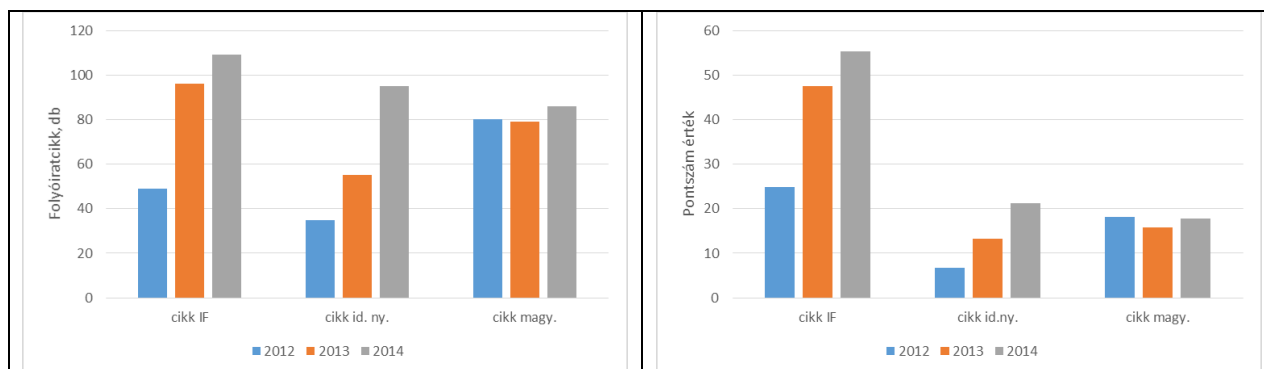 Folyóiratcikk, db
120
100
80
60
40
20
0
cikk IF
cikk id. ny.
cikk magy.
2012 2013 2014
Pontszám érték
60
50
40
30
20
10
0
cikk IF
cikk id.ny.
cikk magy.
2012 2013 2014